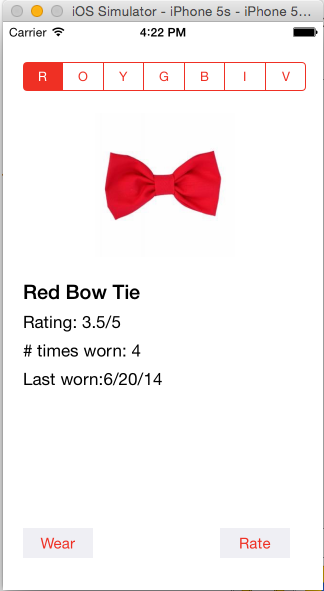 iOS Simulator - iPhone 5s - iPhone 5...
Carrier 4:22 PM
R O Y G B I V
Red Bow Tie
Rating: 3.5/5
# times worn: 4
Last worn:6/20/14
Wear Rate